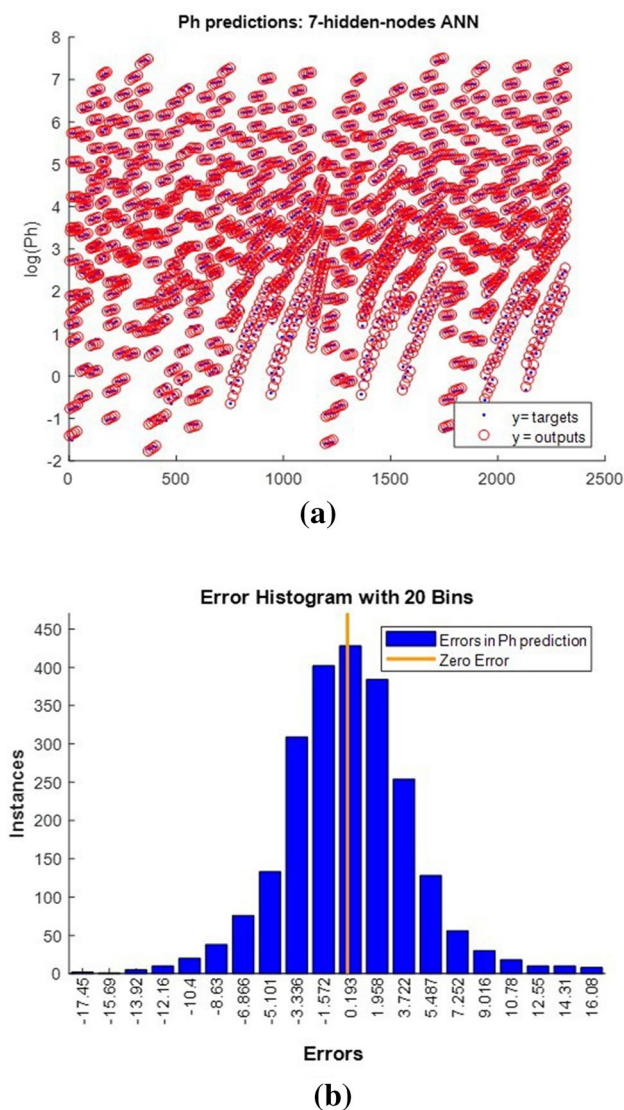 Ph predictions: 7-hidden-nodes ANN
8
7
6
5
4
3
2
1
0
-1
-2
log(Ph)
y= targets
y = outputs
0 500 1000 1500 2000 2500
(a)
Error Histogram with 20 Bins
450
400
350
300
250
200
150
100
50
0
Instances
Errors in Ph prediction
Zero Error
-17.45 -15.69 -13.92 -12.16 -10.4 -8.63 -6.866 -5.101 -3.336 -1.572 0.193 1.958 3.722 5.487 7.252 9.016 10.78 12.55 14.31 16.08
Errors
(b)